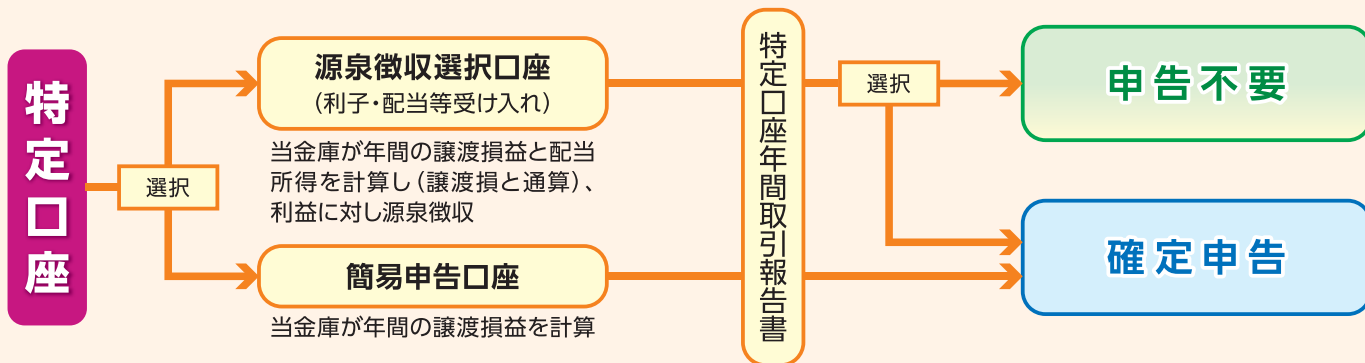 特定口座
選択
源泉徴収選択口座
（利子・配当等受け入れ）
当金庫が年間の譲渡損益と配当
所得を計算し（譲渡損と通算）、
利益に対し源泉徴収
簡易申告口座
当金庫が年間の譲渡損益を計算
特定口座年間取引報告書
選択
申告不要
確定申告